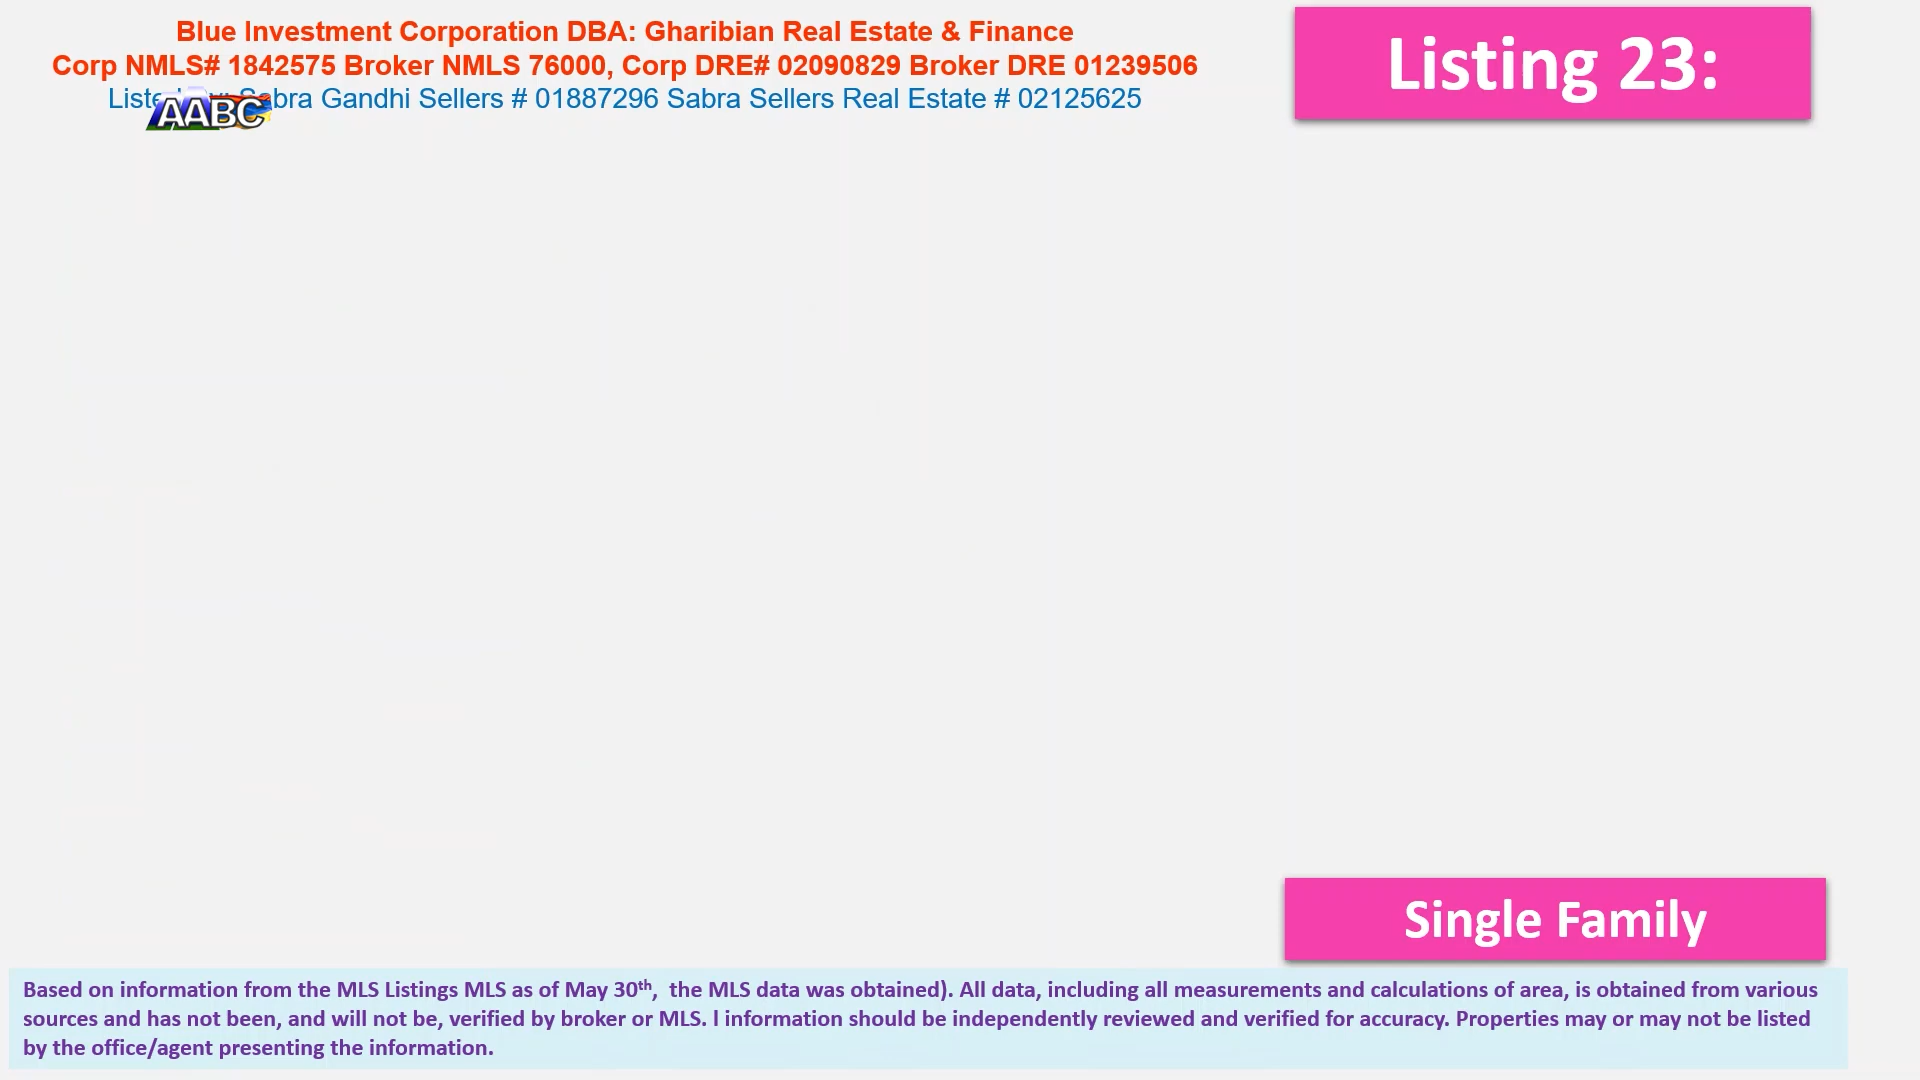 Blue Investment Corporation DBA: Gharibian Real Estate & Finance
Corp NMLS# 1842575 Broker NMLS 76000, Corp DRE# 02090829 Broker DRE 01239506
Gandhi Sellers # 01887296 Sabra Sellers Real Estate # 02125625
AABC
Listing 23:
Single Family
Based on information from the MLS Listings MLS as of May 30th, the MLS data was obtained). All data, including all measurements and calculations of area, is obtained from various
sources and has not been, and will not be, verified by broker or MLS. l information should be independently reviewed and verified for accuracy. Properties may or may not be listed
by the office/agent presenting the information.